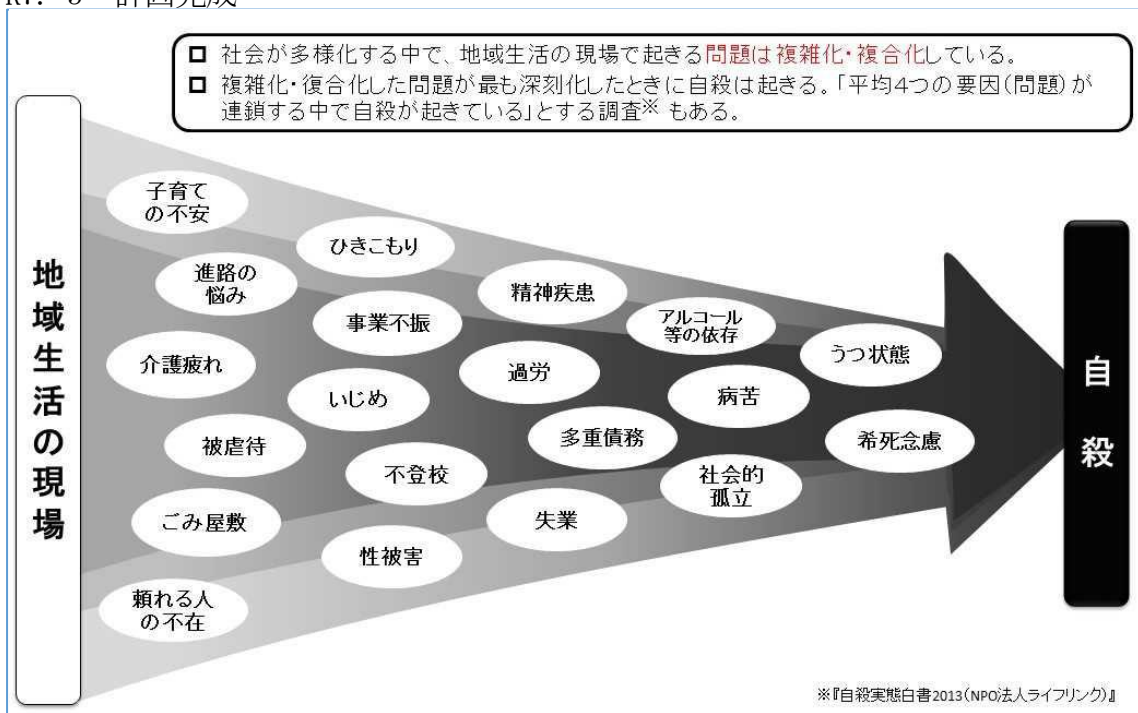 R7. 3 計画完成
□ 社会が多様化する中で、地域生活の現場で起きる問題は複雑化・複合化している。
□ 複雑化・復合化した問題が最も深刻化したときに自殺は起きる。「平均4つの要因(問題)が
連鎖する中で自殺が起きている」とする調査※ もある。
地域生活の現場
子育て
の不安
ひきこもり
進路の
悩み
精神疾患
事業不振
アルコール
等の依存
うつ状態
介護疲れ
過労
いじめ
病苦
被虐待
多重債務
希死念慮
不登校
社会的
孤立
ごみ屋敷
失業
性被害
頼れる人
の不在
自殺
※『自殺実態白書2013(NPO法人ライフリンク)』